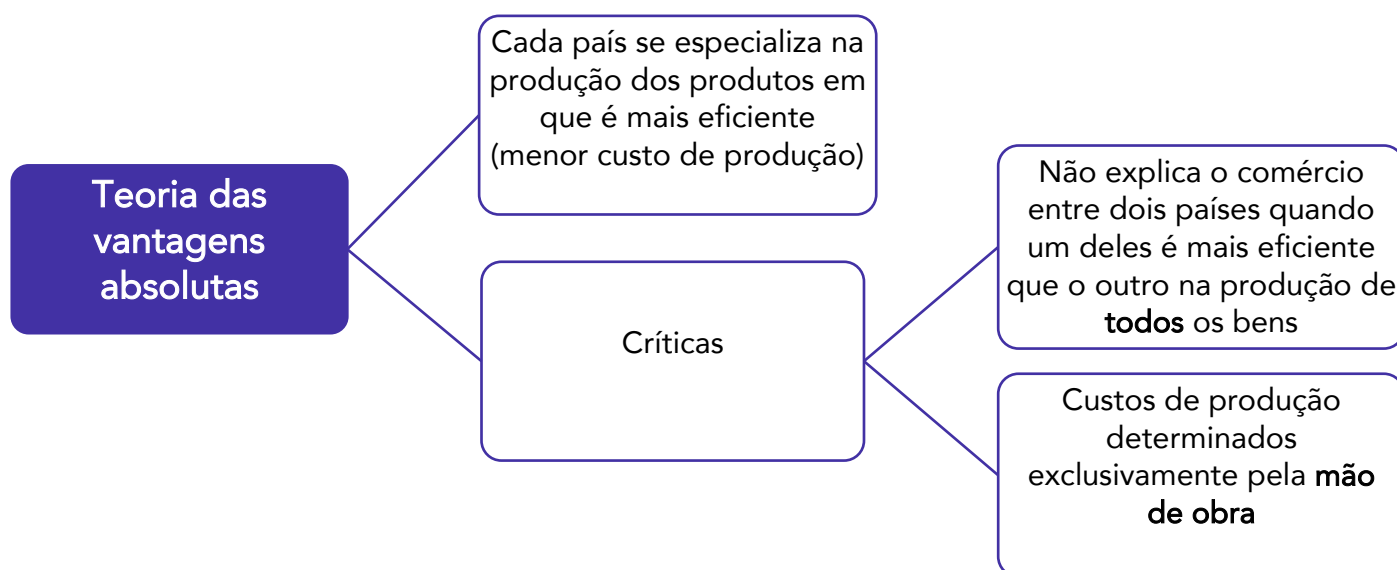 Teoria das
vantagens
absolutas
Cada país se especializa na
produção dos produtos em
que é mais eficiente
(menor custo de produção)
Críticas
Não explica o comércio
entre dois países quando
um deles é mais eficiente
que o outro na produção de
todos os bens
Custos de produção
determinados
exclusivamente pela mão
de obra